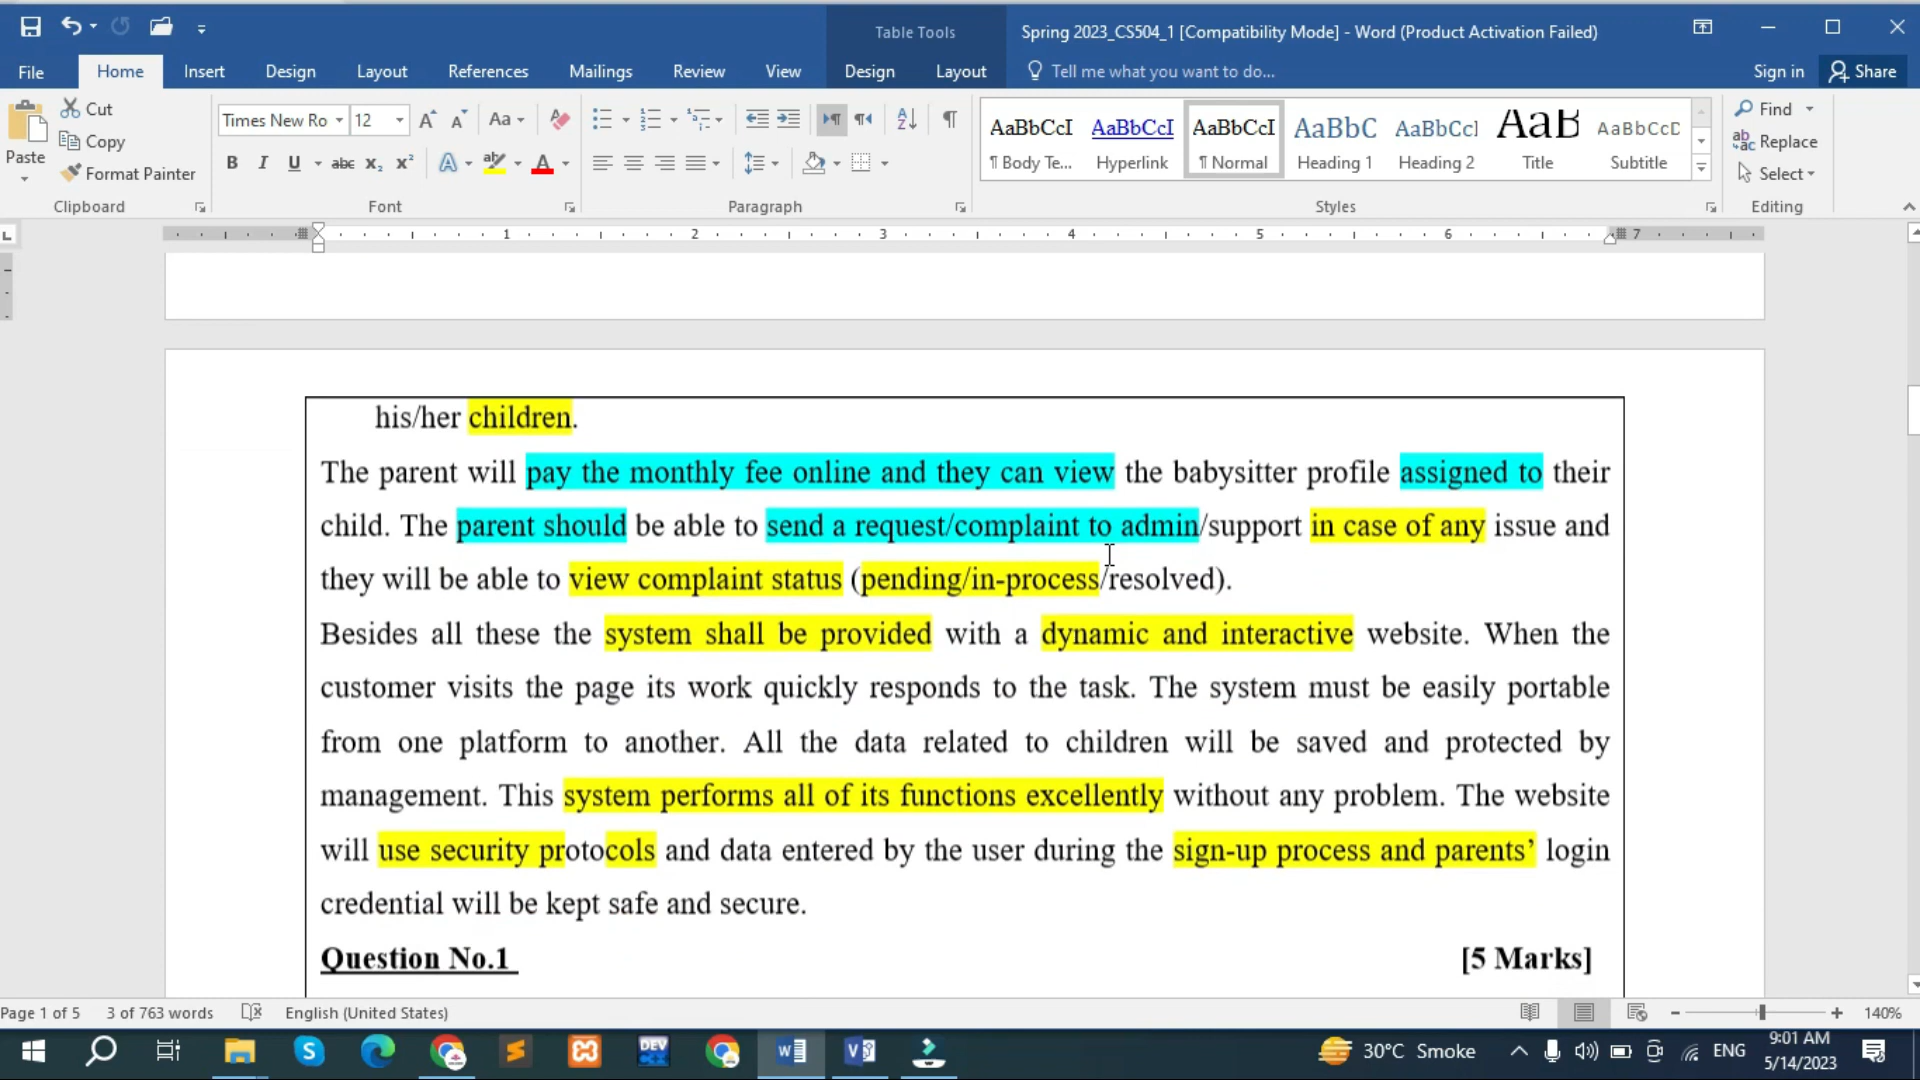 Table Tools
Spring 2023_CS504_1 [Compatibility Mode] - Word (Product Activation Failed)
File Home Insert Design Layout References Mailings Review View Design Layout Tell me what you want to do... Sign in Share
Paste
Cut
Copy
Format Painter
Clipboard
Times New Ro 12
Font
Paragraph
AaBbCcI AaBbCcI AaBbCcI AaBbC AaBbCcI AaB AaBbCcD
¶ Body Te... Hyperlink ¶ Normal Heading 1 Heading 2 Title Subtitle
Styles
Find
Replace
Select
Editing
1 2 3 4 5 6 7
his/her children.
The parent will pay the monthly fee online and they can view the babysitter profile assigned to their
child. The parent should be able to send a request/complaint to admin/support in case of any issue and
they will be able to view complaint status (pending/in-process/resolved).
Besides all these the system shall be provided with a dynamic and interactive website. When the
customer visits the page its work quickly responds to the task. The system must be easily portable
from one platform to another. All the data related to children will be saved and protected by
management. This system performs all of its functions excellently without any problem. The website
will use security protocols and data entered by the user during the sign-up process and parents’ login
credential will be kept safe and secure.
Question No.1 [5 Marks]
Page 1 of 5 3 of 763 words English (United States) 140%
30°C Smoke ENG 9:01 AM
5/14/2023